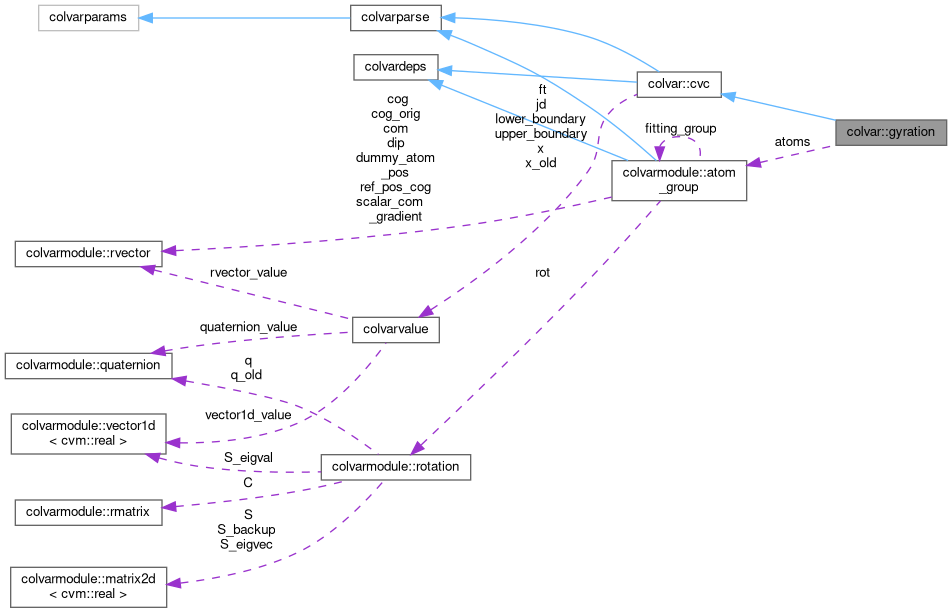 colvarparams
colvarparse
colvardeps
colvar::cvc
colvar::gyration
ft
jd
lower_boundary
upper_boundary
x
x_old
cog
cog_orig
com
dip
dummy_atom
_pos
ref_pos_cog
scalar_com
_gradient
fitting_group
atoms
colvarmodule::atom
_group
colvarmodule::rvector
rvector_value
rot
colvarvalue
quaternion_value
colvarmodule::quaternion
q
q_old
vector1d_value
colvarmodule::vector1d
< cvm::real >
S_eigval
colvarmodule::rotation
C
colvarmodule::rmatrix
S
S_backup
S_eigvec
colvarmodule::matrix2d
< cvm::real >